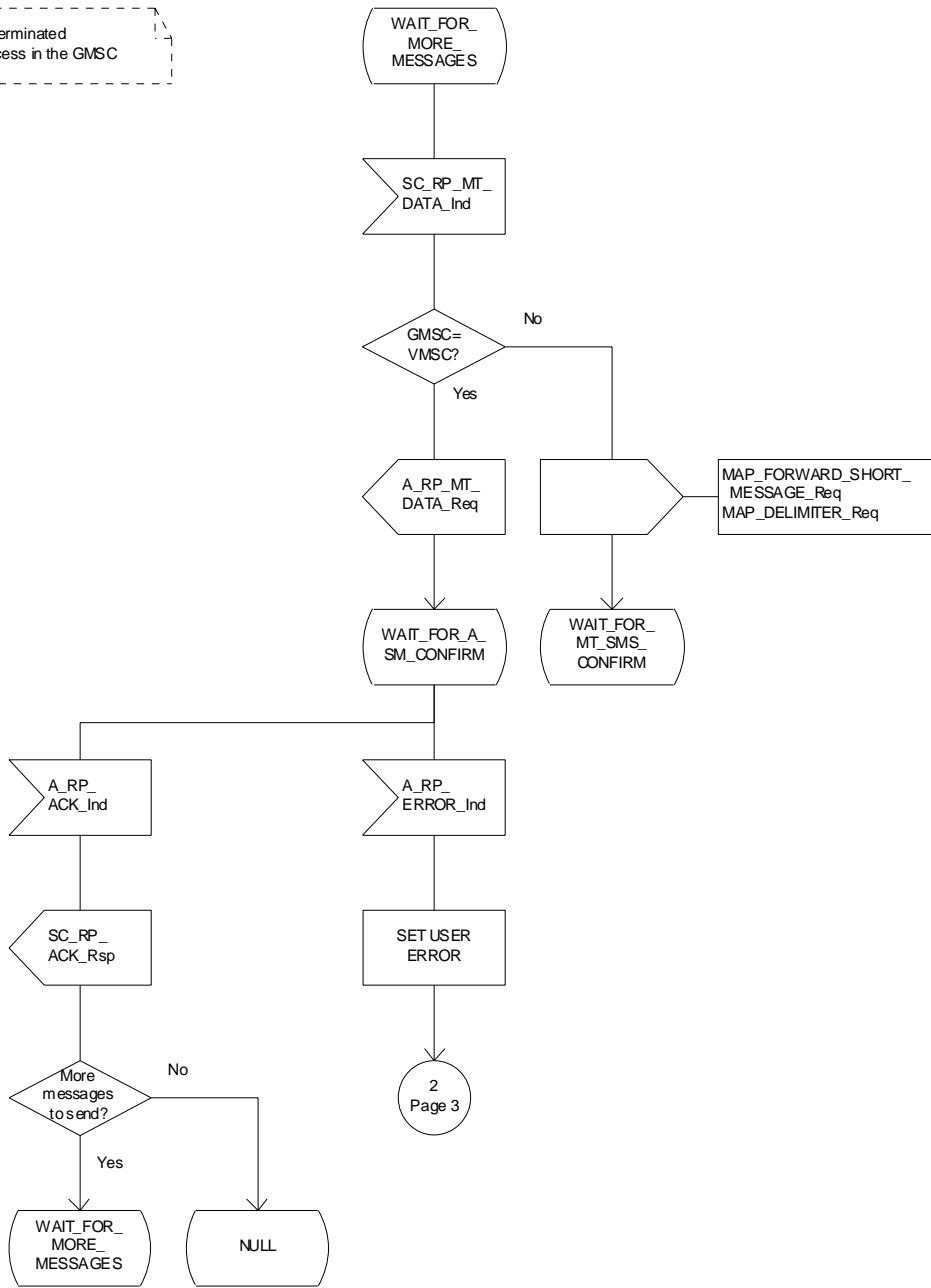 erminated
cess in the GMSC
WAIT_FOR_
MORE_
MESSAGES
SC_RP_MT_
DATA_Ind
GMSC=
VMSC?
No
Yes
A_RP_MT_
DATA_Req
MAP_FORWARD_SHORT_
MESSAGE_Req
MAP_DELIMITER_Req
WAIT_FOR_A_
SM_CONFIRM
WAIT_FOR_
MT_SMS_
CONFIRM
A_RP_
ACK_Ind
A_RP_
ERROR_Ind
SC_RP_
ACK_Rsp
SET USER
ERROR
More
messages
to send?
No
Yes
2
Page 3
WAIT_FOR_
MORE_
MESSAGES
NULL